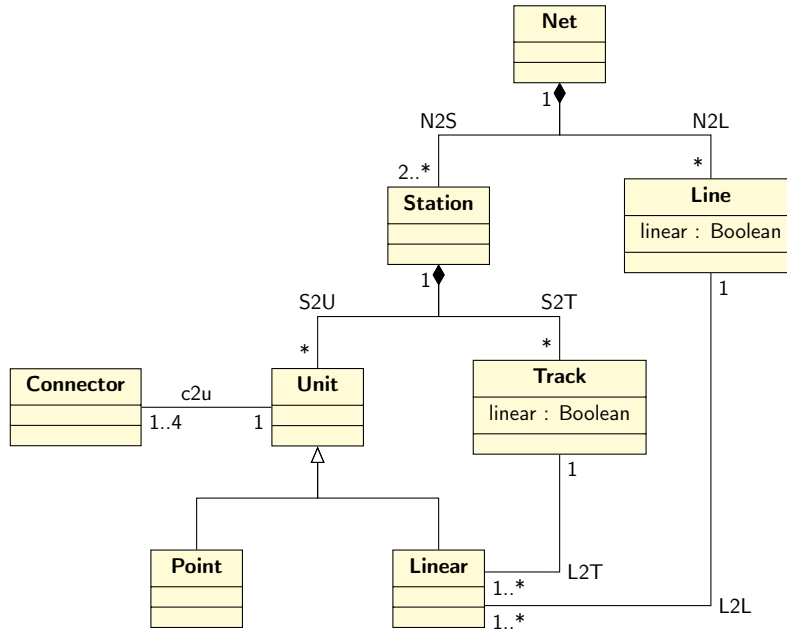 Net
1
N2S
N2L
2..*
*
Station
Line
linear : Boolean
1
1
S2U
S2T
*
*
Connector
Unit
Track
c2u
linear : Boolean
1..4
1
1
Point
Linear
L2T
1..*
L2L
1..*